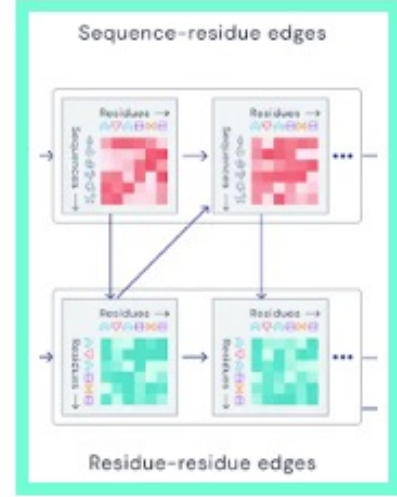 Sequence-residue edges
Residues →
Residues →
Sequences →
Sequences →
Residues →
Residues →
Residues →
Residues →
Residue-residue edges